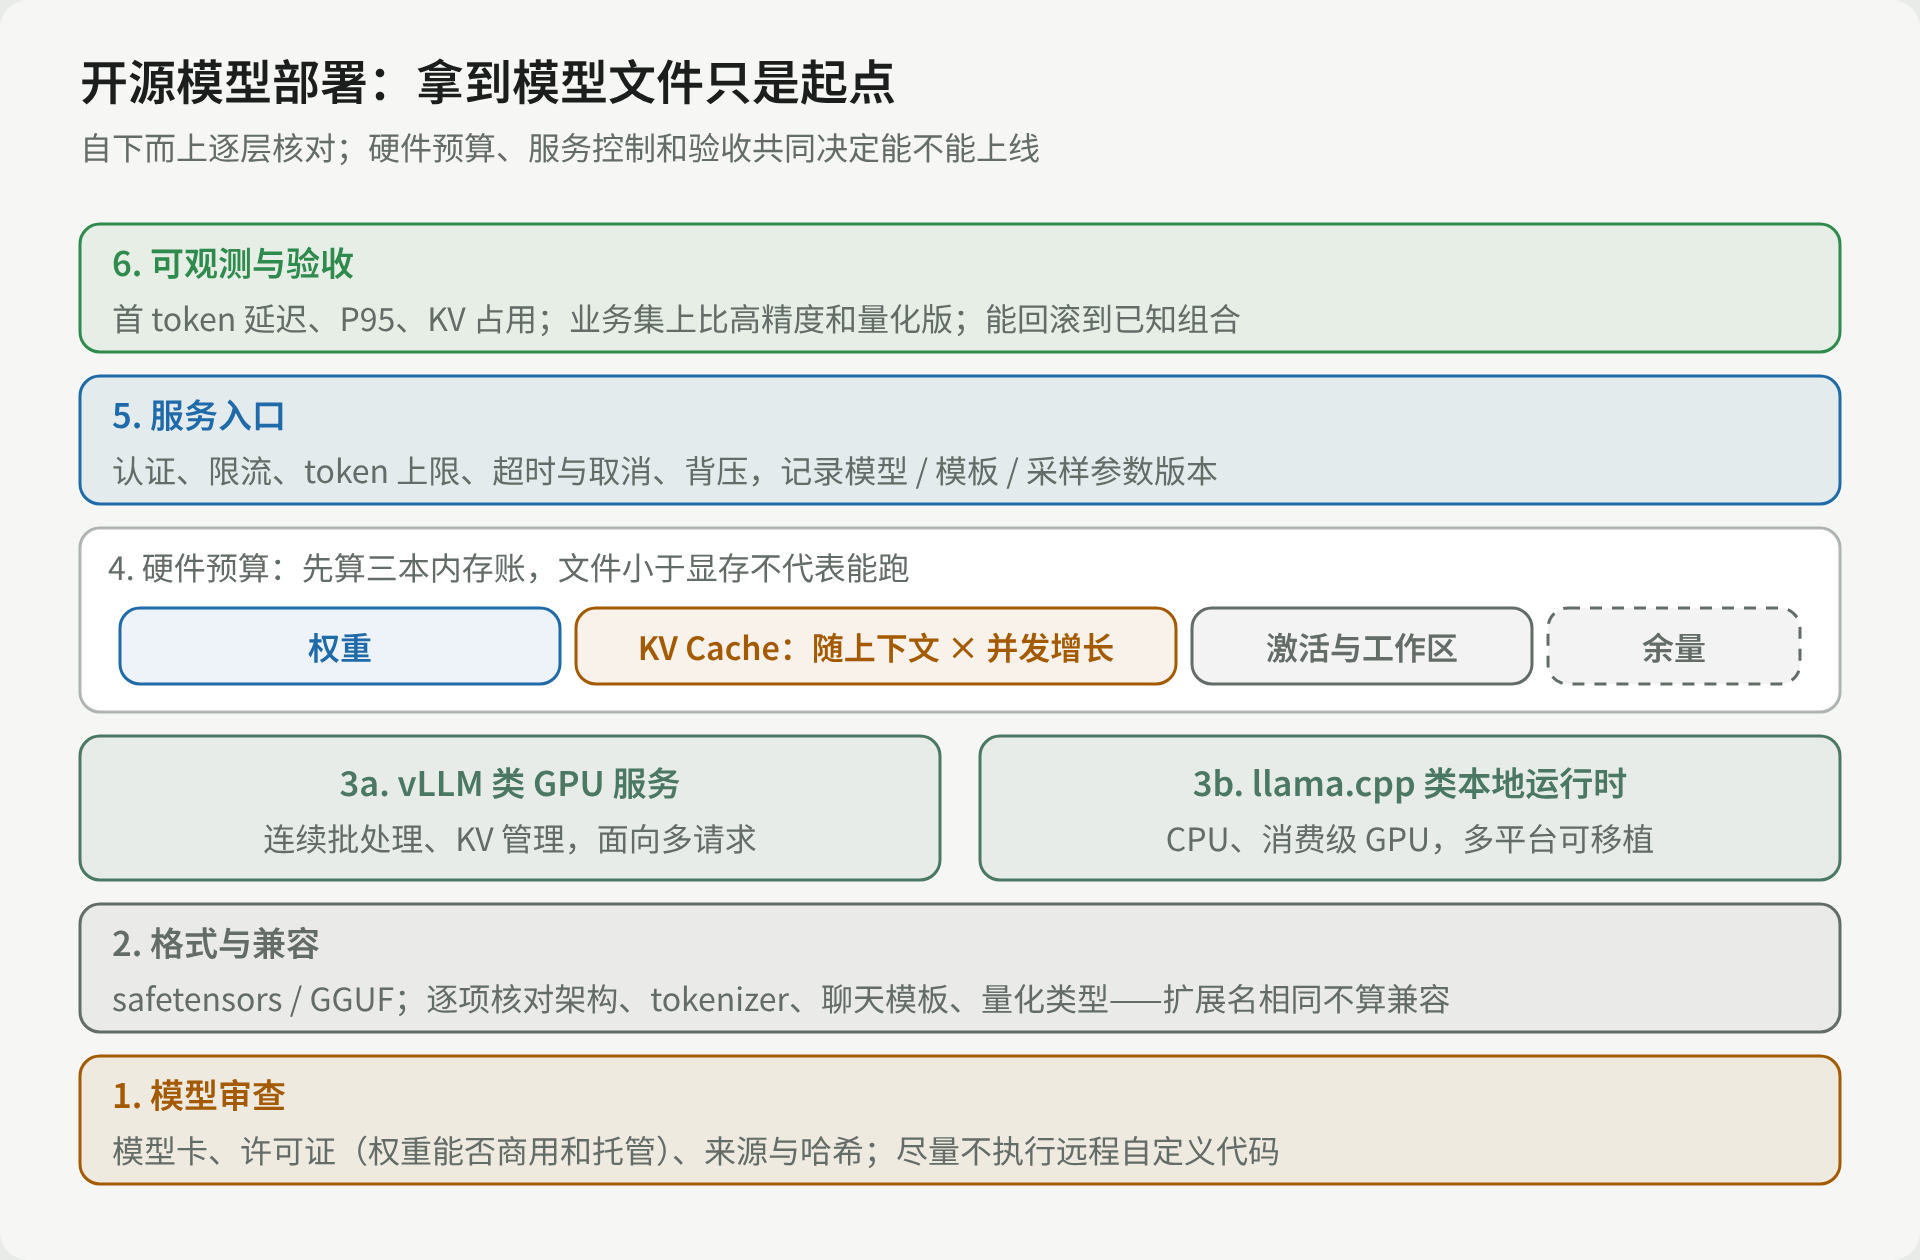 开源模型部署：拿到模型文件只是起点
自下而上逐层核对；硬件预算、服务控制和验收共同决定能不能上线
6. 可观测与验收
首 token 延迟、P95、KV 占用；业务集上比高精度和量化版；能回滚到已知组合
5. 服务入口
认证、限流、token 上限、超时与取消、背压，记录模型 / 模板 / 采样参数版本
4. 硬件预算：先算三本内存账，文件小于显存不代表能跑
权重
KV Cache：随上下文 × 并发增长
激活与工作区
余量
3a. vLLM 类 GPU 服务
连续批处理、KV 管理，面向多请求
3b. llama.cpp 类本地运行时
CPU、消费级 GPU，多平台可移植
2. 格式与兼容
safetensors / GGUF；逐项核对架构、tokenizer、聊天模板、量化类型——扩展名相同不算兼容
1. 模型审查
模型卡、许可证（权重能否商用和托管）、来源与哈希；尽量不执行远程自定义代码